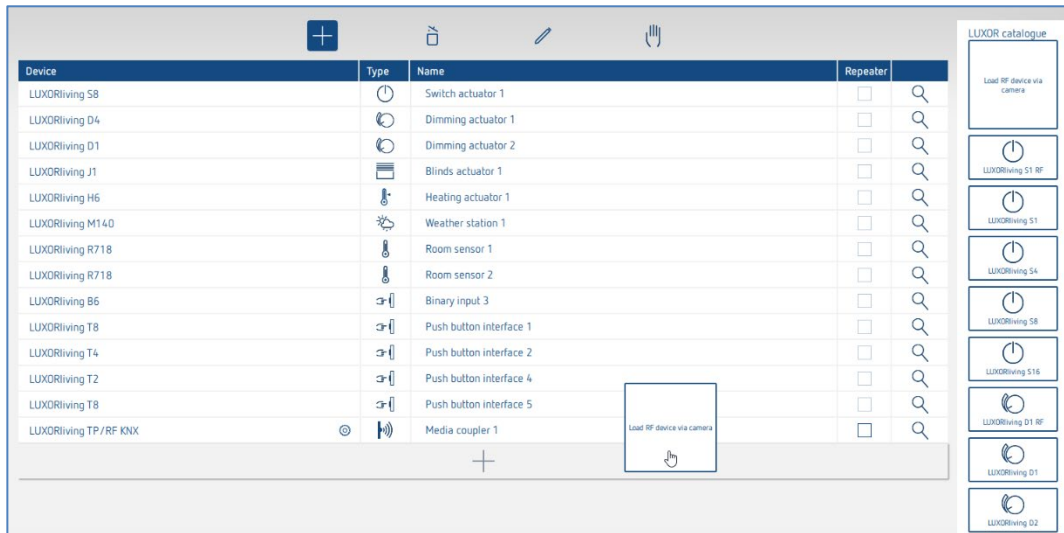 LUXOR catalogue
Load RF device via
camera
Device Type Name Repeater
LUXORliving S8 Switch actuator 1
LUXORliving D4 Dimming actuator 1
LUXORliving D1 Dimming actuator 2
LUXORliving J1 Blinds actuator 1
LUXORliving H6 Heating actuator 1
LUXORliving M140 Weather station 1
LUXORliving R718 Room sensor 1
LUXORliving R718 Room sensor 2
LUXORliving B6 Binary input 3
LUXORliving T8 Push button interface 1
LUXORliving T4 Push button interface 2
LUXORliving T2 Push button interface 4
LUXORliving T8 Push button interface 5
LUXORliving TP/RF KNX Media coupler 1
Load RF device via camera
LUXORliving S1 RF
LUXORliving S1
LUXORliving S4
LUXORliving S8
LUXORliving S16
LUXORliving D1 RF
LUXORliving D1
LUXORliving D2